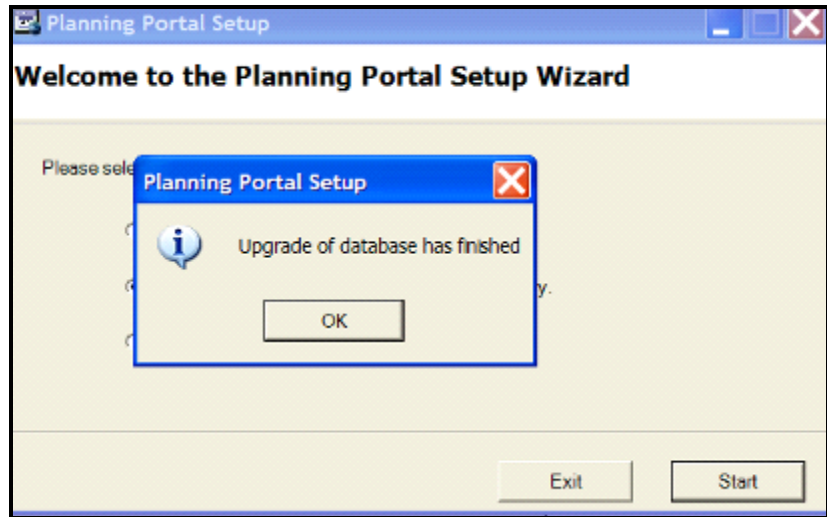 Planning Portal Setup
Welcome to the Planning Portal Setup Wizard
Please sele
Planning Portal Setup
Upgrade of database has finished
y.
OK
Exit
Start